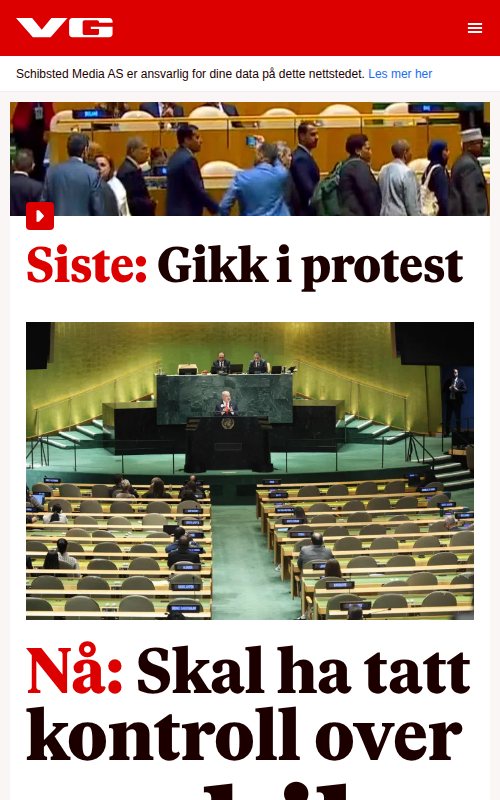 VG
Schibsted Media AS er ansvarlig for dine data på dette nettstedet. Les mer her
Siste: Gikk i protest
Nå: Skal ha tatt
kontroll over